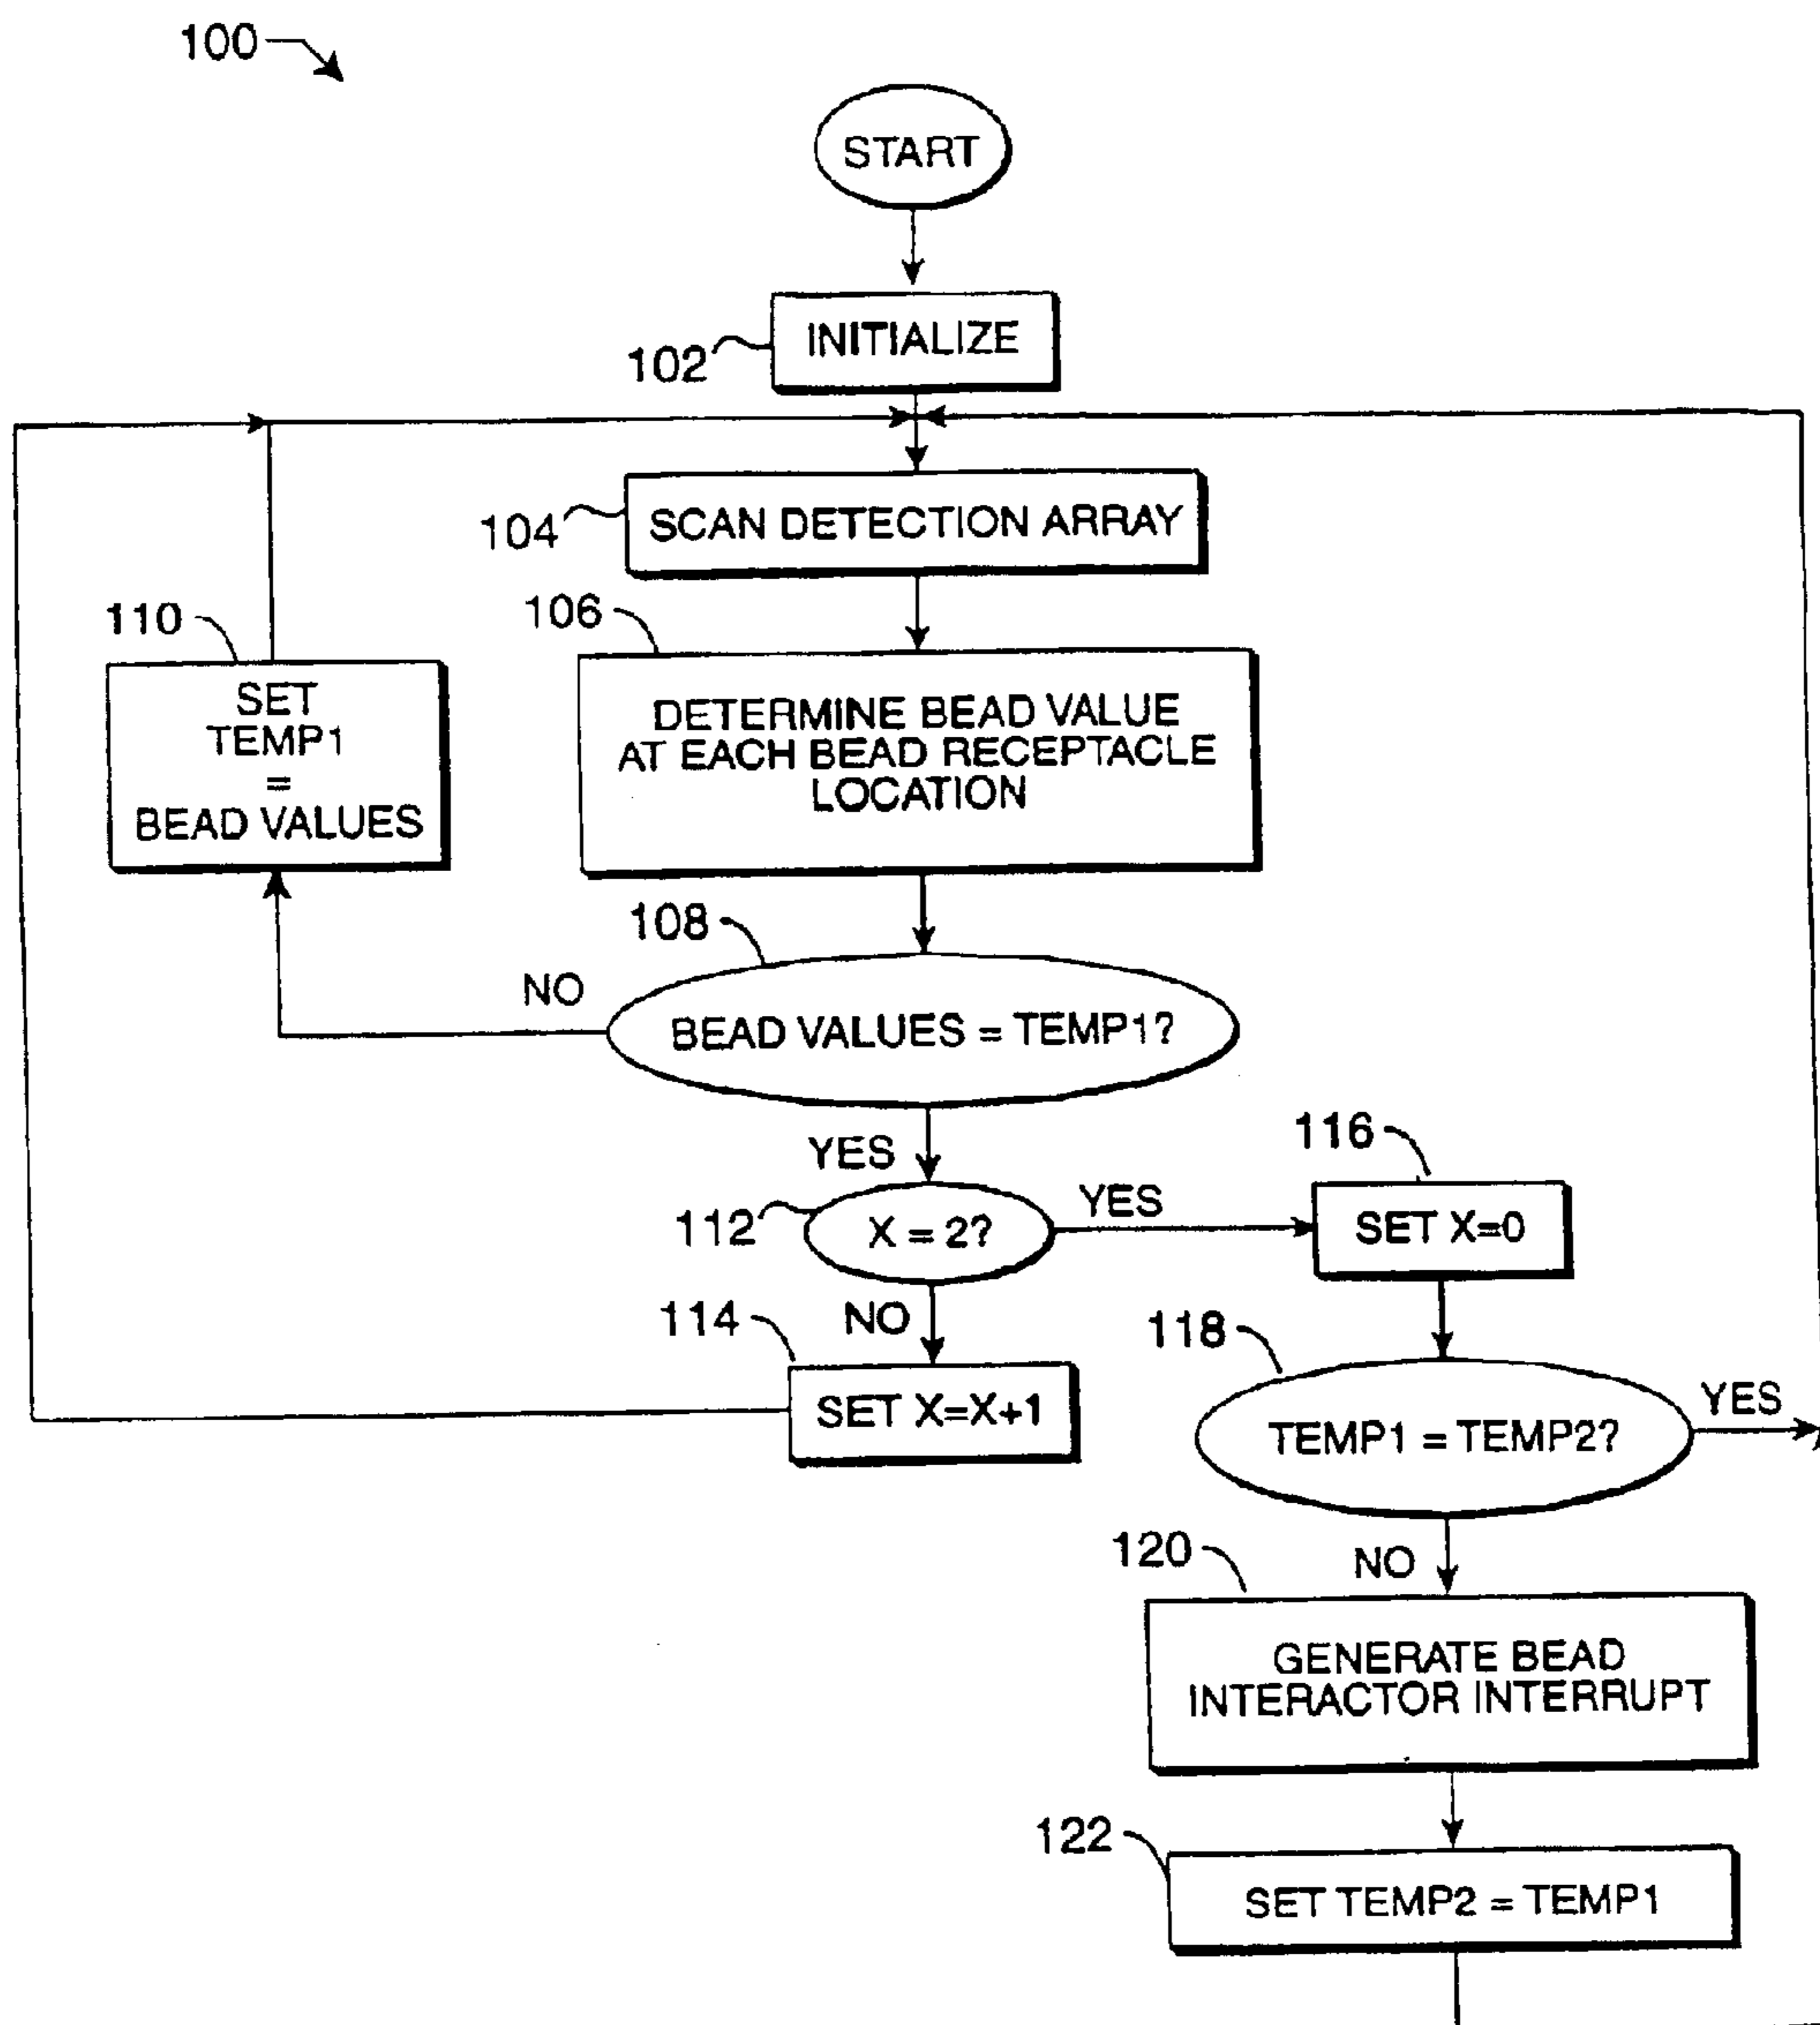 100
START
102
INITIALIZE
104
SCAN DETECTION ARRAY
106
DETERMINE BEAD VALUE
AT EACH BEAD RECEPTACLE
LOCATION
110
SET
TEMP1
=
BEAD VALUES
108
NO
BEAD VALUES = TEMP1?
YES
112
X = 2?
YES
116
SET X=0
NO
114
SET X=X+1
118
TEMP1 = TEMP2?
YES
NO
120
GENERATE BEAD
INTERACTOR INTERRUPT
122
SET TEMP2 = TEMP1